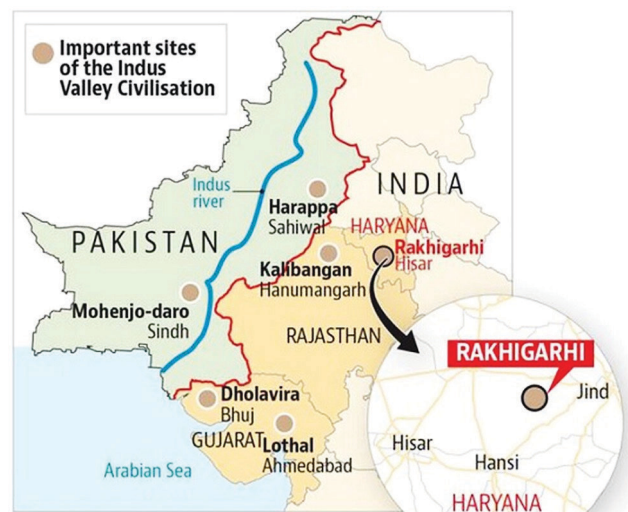 Important sites
of the Indus
Valley Civilisation
Indus
river
INDIA
Harappa
Sahiwal
HARYANA
PAKISTAN
Rakhigarhi
Hisar
Kalibangan
Hanumangarh
Mohenjo-daro
Sindh
RAJASTHAN
RAKHIGARHI
Dholavira
Bhuj
Jind
GUJARAT
Lothal
Ahmedabad
Hisar
Arabian Sea
Hansi
HARYANA